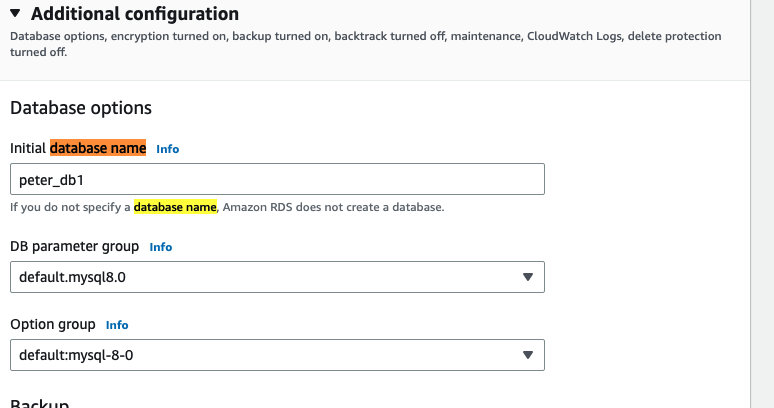 Additional configuration
Database options, encryption turned on, backup turned on, backtrack turned off, maintenance, CloudWatch Logs, delete protection
turned off.
Database options
Initial database name Info
peter_db1
If you do not specify a database name, Amazon RDS does not create a database.
DB parameter group Info
default.mysql8.0
Option group Info
default:mysql-8-0
Backup